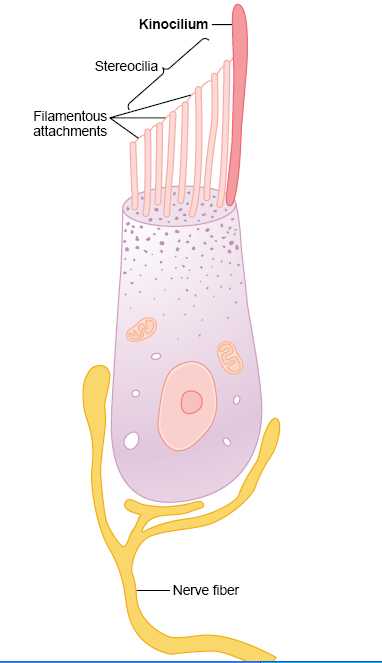 Kinocilium
Stereocilia
Filamentous
attachments
Nerve fiber